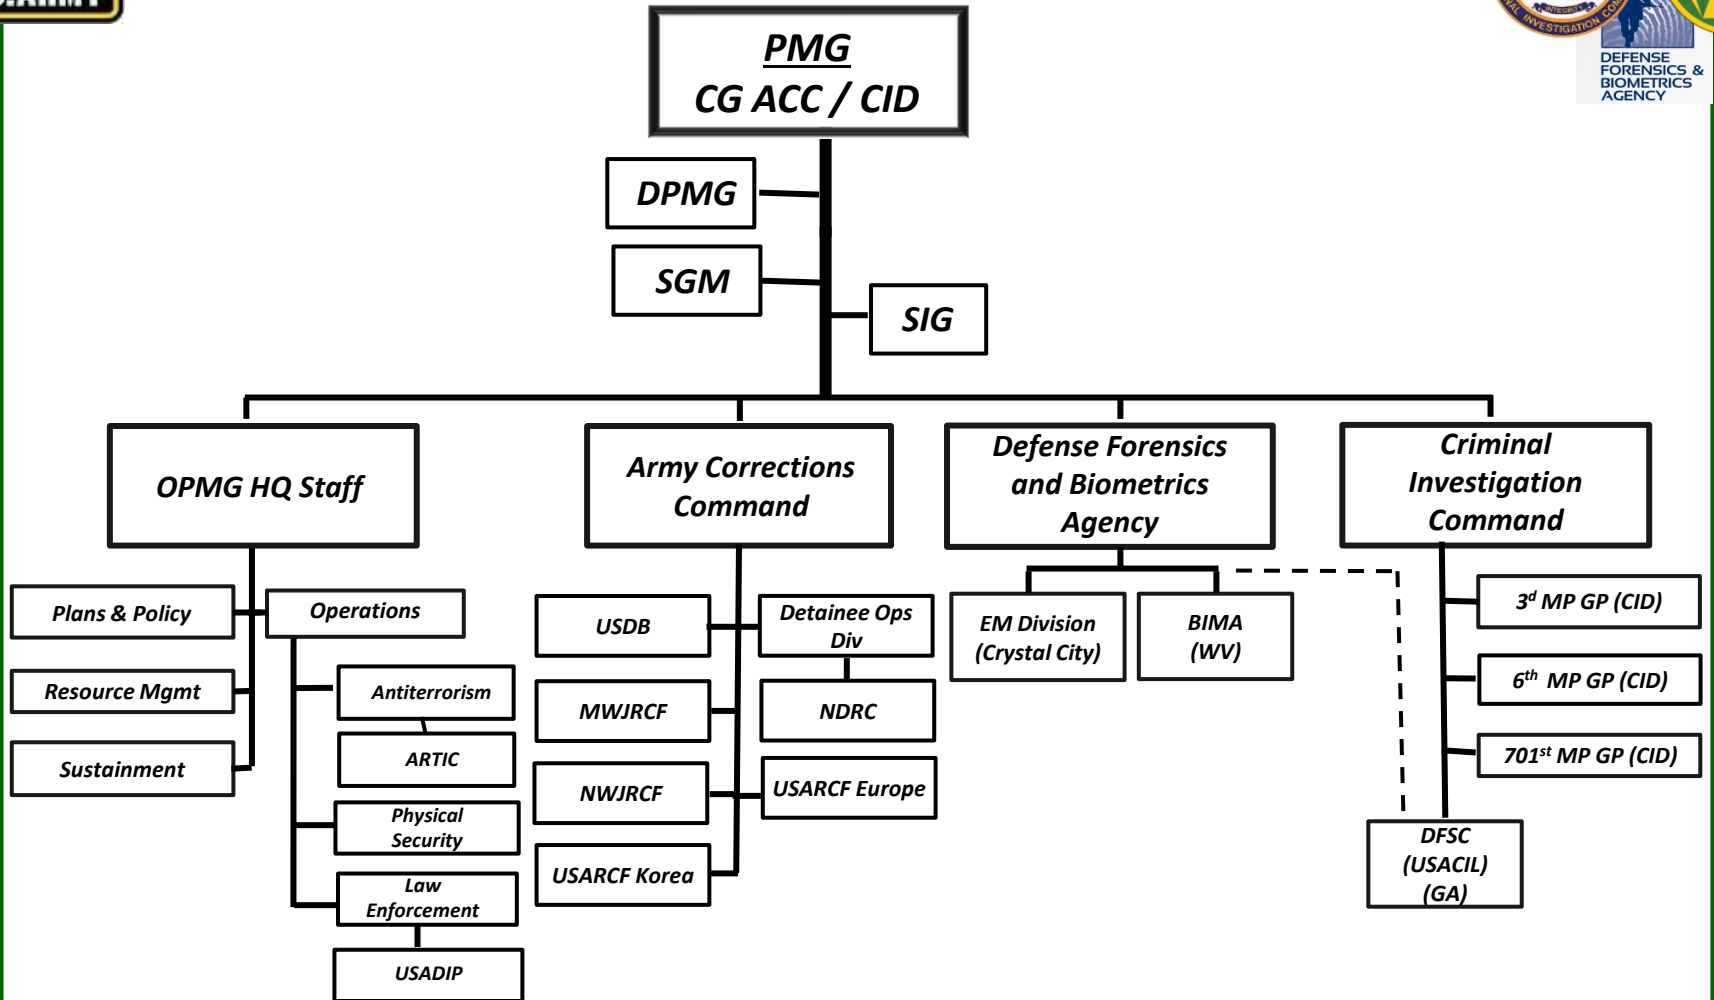 PMG
CG ACC / CID
DEFENSE
FORENSICS &
BIOMETRICS
AGENCY
DPMG
SGM
SIG
OPMG HQ Staff
Army Corrections
Command
Defense Forensics
and Biometrics
Agency
Criminal
Investigation
Command
Plans & Policy
Operations
Resource Mgmt
Sustainment
Antiterrorism
ARTIC
Physical
Security
Law
Enforcement
USADIP
USDB
Detainee Ops
Div
MWJRCF
NDRC
NWJRCF
USARCF Europe
USARCF Korea
EM Division
(Crystal City)
BIMA
(WV)
3d MP GP (CID)
6th MP GP (CID)
701st MP GP (CID)
DFSC
(USACIL)
(GA)